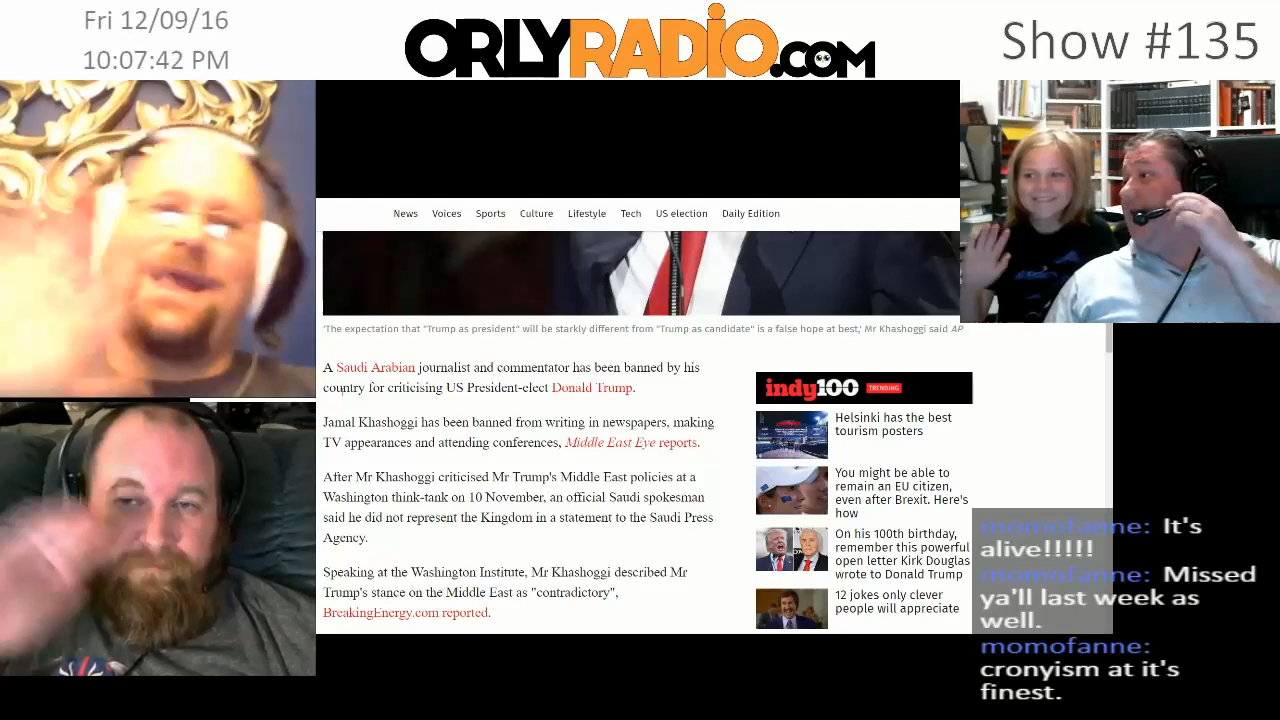 Fri 12/09/16
10:07:42 PM
ORLYRADiO.COM
Show #135
News Voices Sports Culture Lifestyle Tech US election Daily Edition
'The expectation that "Trump as president" will be starkly different from "Trump as candidate" is a false hope at best,' Mr Khashoggi said AP
A Saudi Arabian journalist and commentator has been banned by his
country for criticising US President-elect Donald Trump.
Jamal Khashoggi has been banned from writing in newspapers, making
TV appearances and attending conferences, Middle East Eye reports.
After Mr Khashoggi criticised Mr Trump's Middle East policies at a
Washington think-tank on 10 November, an official Saudi spokesman
said he did not represent the Kingdom in a statement to the Saudi Press
Agency.
Speaking at the Washington Institute, Mr Khashoggi described Mr
Trump's stance on the Middle East as "contradictory",
BreakingEnergy.com reported.
indy100 TRENDING
Helsinki has the best
tourism posters
You might be able to
remain an EU citizen,
even after Brexit. Here's
how
On his 100th birthday,
remember this powerful
open letter Kirk Douglas
wrote to Donald Trump
12 jokes only clever
people will appreciate
momofanne: It's
alive!!!!!
momofanne: Missed
ya'll last week as
well.
momofanne:
cronyism at it's
finest.